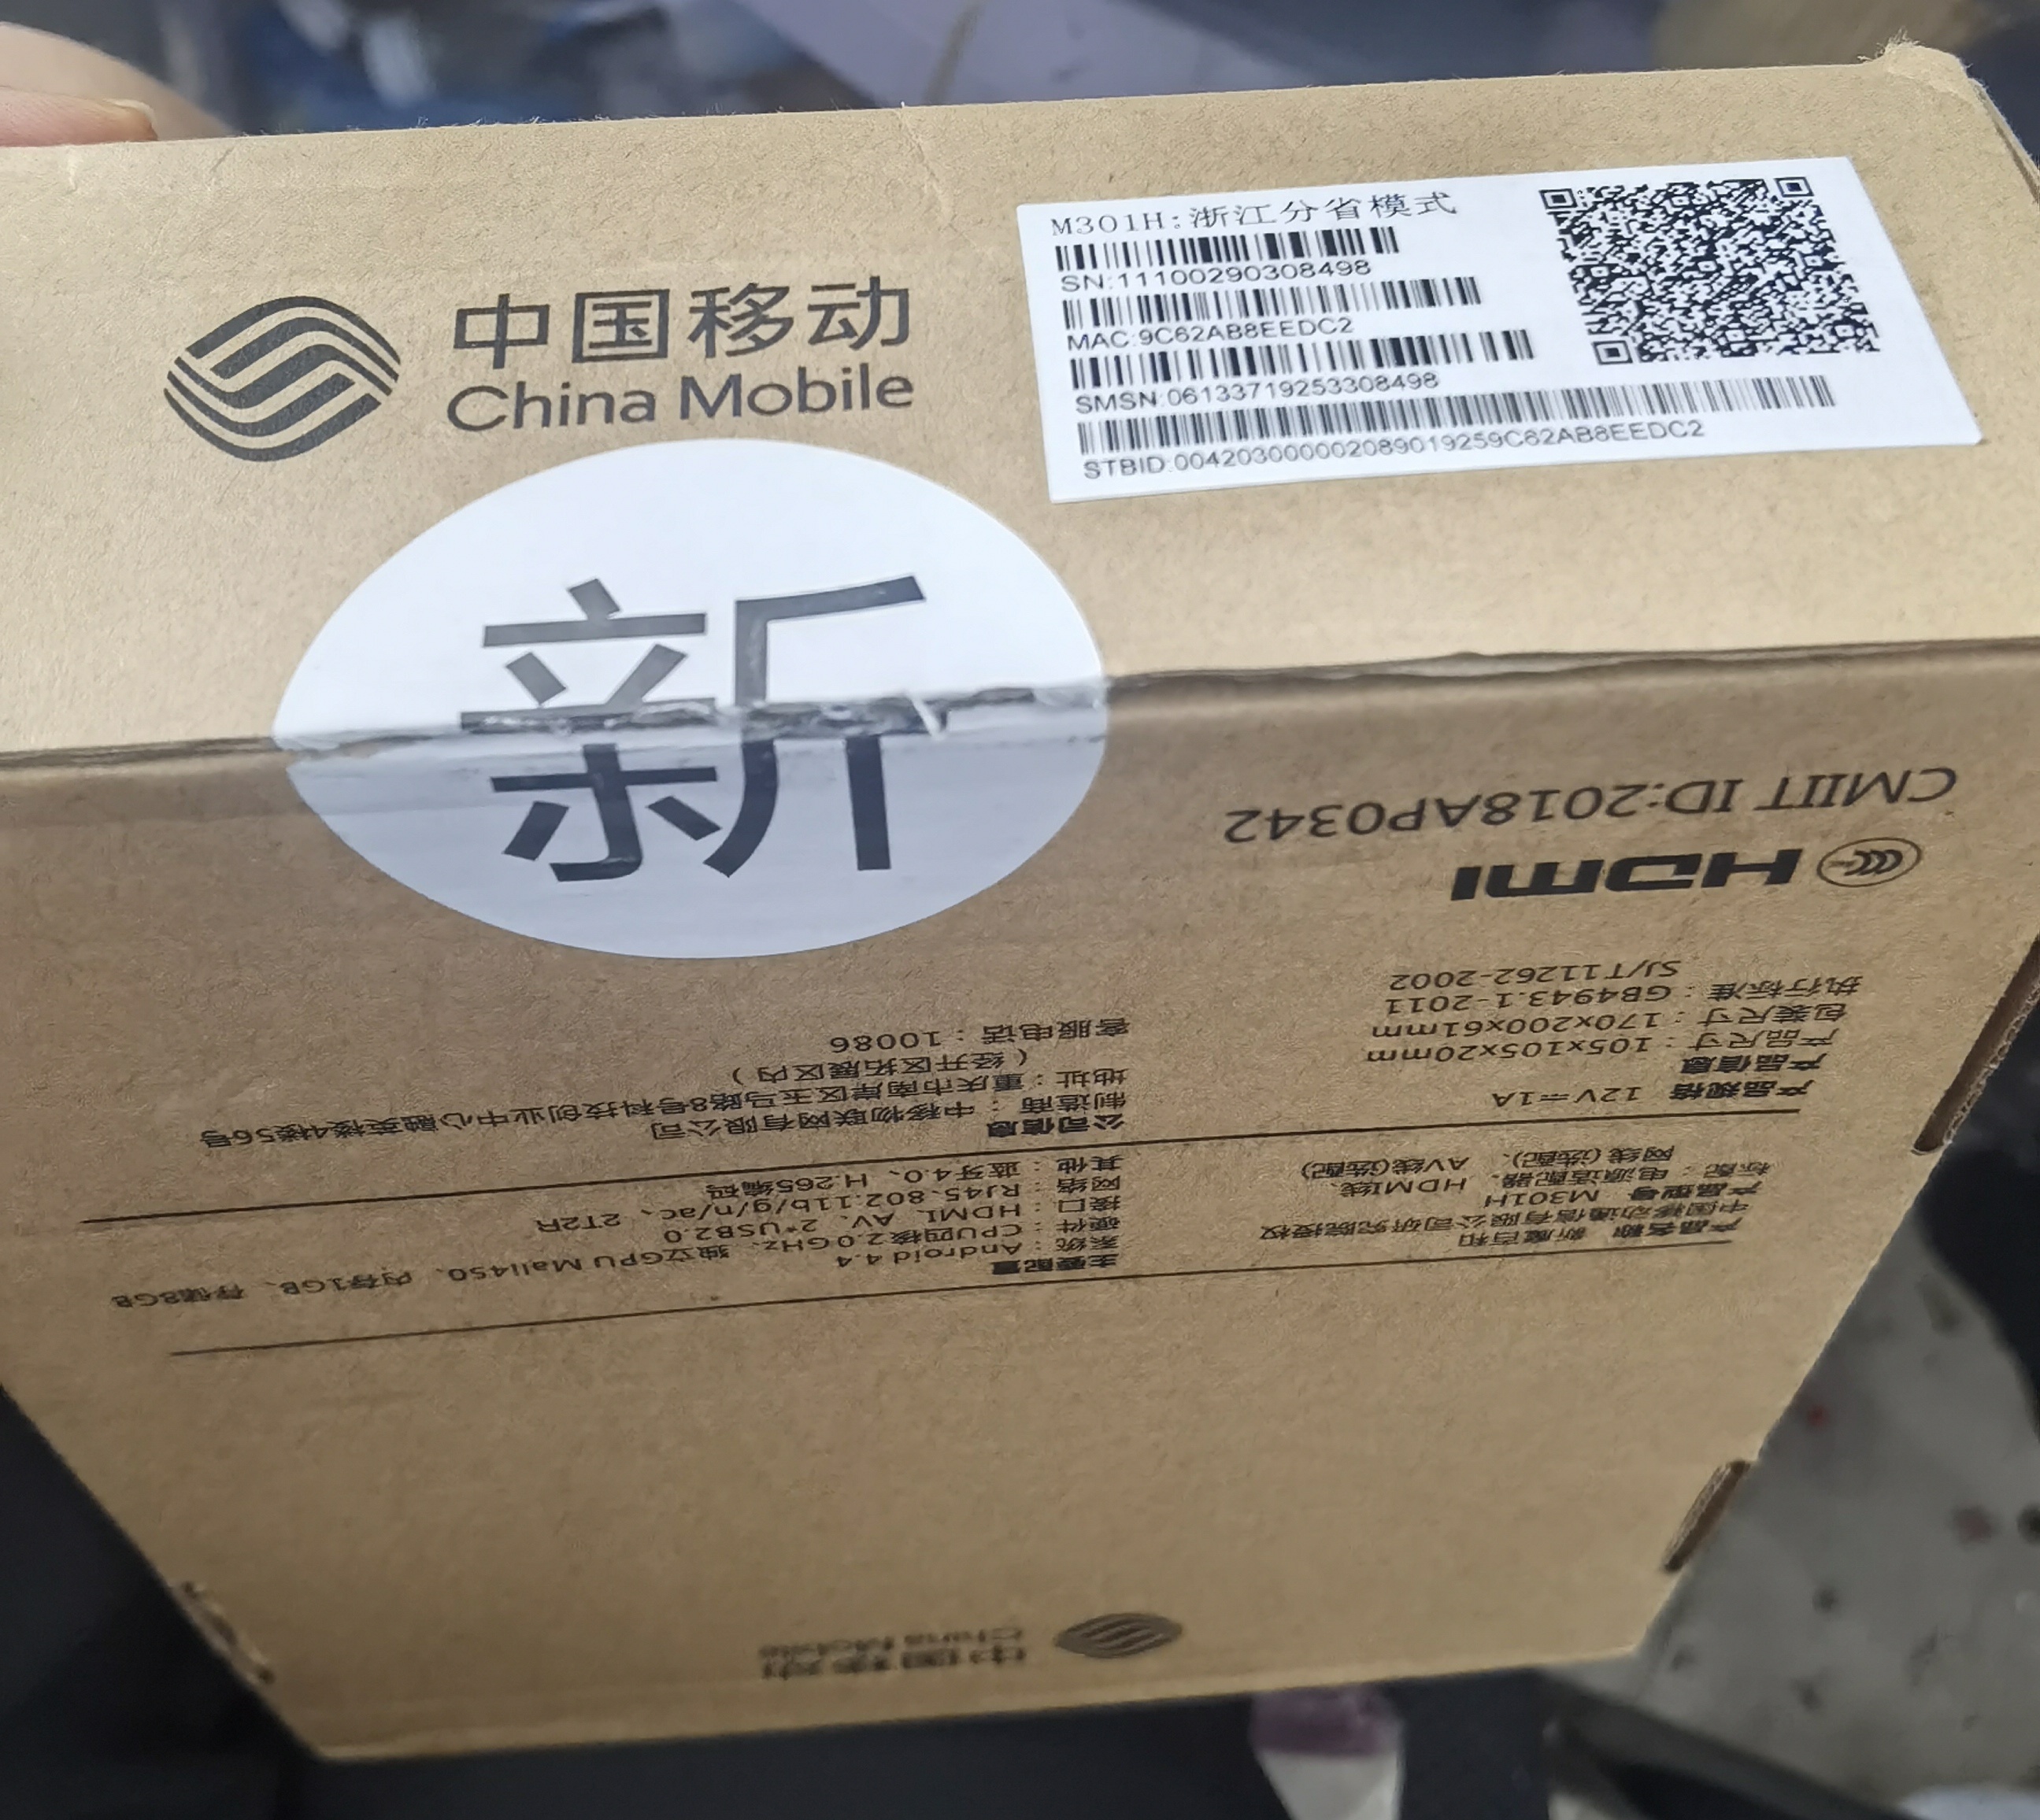 中国移动
China Mobile
M301H:浙江分省模式
SN:11100290308498
MAC:9C62AB8EEDC2
SMSN:06133719253308498
STBID:004203000002089019259C62AB8EEDC2
新
中国移动
China Mobile
产品名称 新魔百和
中国移动通信有限公司研究院授权
产品型号 M301H
标配：电源适配器、HDMI线、
网线(选配)、AV线(选配)
产品规格 12V⎓1A
产品信息
产品尺寸：105x105x20mm
包装尺寸：170x200x61mm
执行标准：GB4943.1-2011
SJ/T11262-2002
HDMI
CMIIT ID:2018AP0342
主要配置
系统：Android 4.4
硬件：CPU四核2.0GHz、独立GPU Mali450、内存1GB、存储8GB
接口：HDMI、AV、2*USB2.0
网络：RJ45、802.11b/g/n/ac、2T2R
其他：蓝牙4.0、H.265编码
公司信息
制造商：中移物联网有限公司
地址：重庆市南岸区玉马路8号科技创业中心融英楼4楼56号
（经开区拓展区内）
客服电话：10086